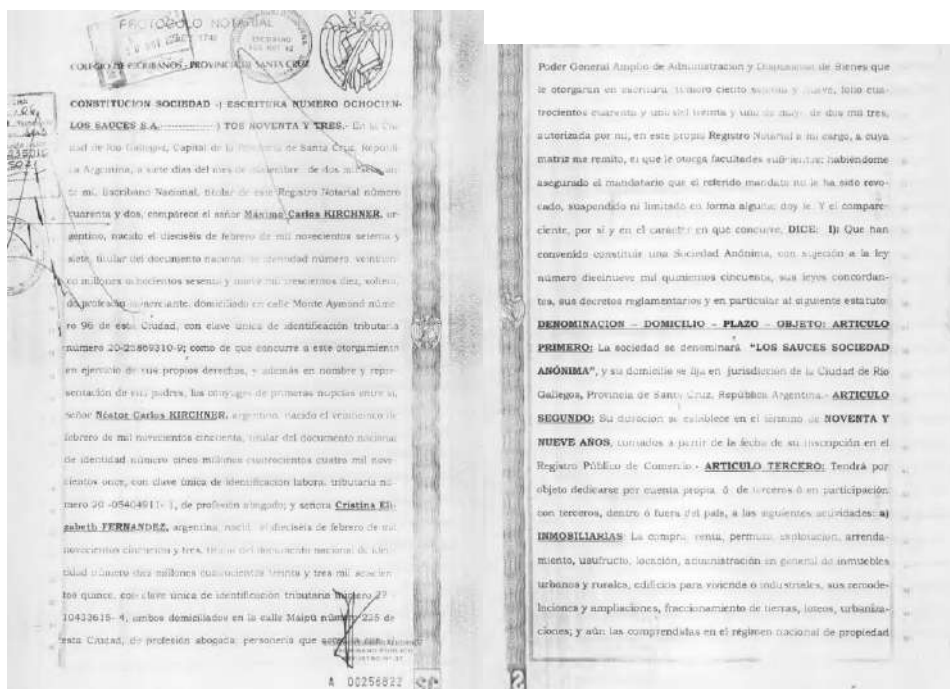 PROTOCOLO NOTARIAL
COLEGIO DE ESCRIBANOS - PROVINCIA DE SANTA CRUZ
CONSTITUCION SOCIEDAD -( ESCRITURA NUMERO OCHOCIEN-
LOS SAUCES S.A. ) TOS NOVENTA Y TRES.- En la Ciu-
dad de Río Gallegos, Capital de la Provincia de Santa Cruz, Repúbli-
ca Argentina, a siete días del mes de de dos mil
de mí, Escribano Nacional, titular de este Registro Notarial número
cuarenta y dos, comparece el señor Máximo Carlos KIRCHNER, ar-
gentino, nacido el dieciséis de febrero de mil novecientos setenta y
siete, titular del documento nacional de identidad número,
millones ochocientos sesenta y nueve mil trescientos diez,
de profesión comerciante, domiciliado en calle Monte Aymond núme-
ro 96 de esta Ciudad, con clave única de identificación tributaria
número 20-25869310-9; como de que concurre a este otorgamiento
en ejercicio de sus propios derechos, y además en nombre y repre-
sentación de sus padres, los cónyuges de primeras nupcias entre sí,
señor Néstor Carlos KIRCHNER, argentino, nacido el veinticinco de
febrero de mil novecientos cincuenta, titular del documento nacional
de identidad número cinco millones cuatrocientos cuatro mil nove-
cientos once, con clave única de identificación laboral tributaria nú-
mero 20 -05404911- 1, de profesión abogado; y señora Cristina Eli-
zabeth FERNANDEZ, argentina, nacida el dieciséis de febrero de mil
novecientos cincuenta y tres, titular del documento nacional de iden-
tidad número diez millones cuatrocientos treinta y tres mil seiscien-
tos quince, con clave única de identificación tributaria número 27 -
10433615- 4, ambos domiciliados en la calle Maipú número 225 de
esta Ciudad, de profesión abogada; personería que acredita con
A 00256822
Poder General Amplio de Administración y Disposición de Bienes que
le otorgaran en escritura número ciento sesenta y nueve, folio cua-
trocientos cuarenta y uno del treinta y uno de mayo de dos mil tres,
autorizada por mí, en este propio Registro Notarial a mi cargo, a cuya
matriz me remito, el que le otorga facultades suficientes; habiéndome
asegurado el mandatario que el referido mandato no le ha sido revo-
cado, suspendido ni limitado en forma alguna; doy fe. Y el compare-
ciente, por sí y en el carácter en que concurre, DICE: I): Que han
convenido constituir una Sociedad Anónima, con sujeción a la ley
número diecinueve mil quinientos cincuenta, sus leyes concordan-
tes, sus decretos reglamentarios y en particular al siguiente estatuto
DENOMINACION - DOMICILIO - PLAZO - OBJETO: ARTICULO
PRIMERO: La sociedad se denominará "LOS SAUCES SOCIEDAD
ANÓNIMA", y su domicilio se fija en jurisdicción de la Ciudad de Río
Gallegos, Provincia de Santa Cruz, República Argentina.- ARTICULO
SEGUNDO: Su duración se establece en el término de NOVENTA Y
NUEVE AÑOS, contados a partir de la fecha de su inscripción en el
Registro Público de Comercio.- ARTICULO TERCERO: Tendrá por
objeto dedicarse por cuenta propia, ó de terceros ó en participación
con terceros, dentro ó fuera del país, a las siguientes actividades: a)
INMOBILIARIAS: La compra, venta, permuta, explotación, arrenda-
miento, usufructo, locación, administración en general de inmuebles
urbanos y rurales, edificios para vivienda o industriales, sus remode-
laciones y ampliaciones, fraccionamiento de tierras, loteos, urbaniza-
ciones; y aún las comprendidas en el régimen nacional de propiedad